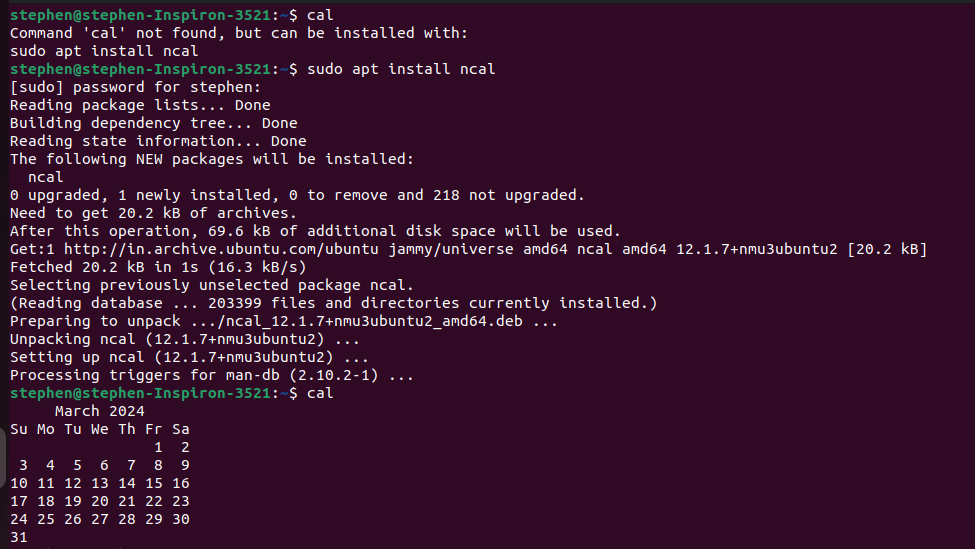 stephen@stephen-Inspiron-3521:~$ cal
Command 'cal' not found, but can be installed with:
sudo apt install ncal
stephen@stephen-Inspiron-3521:~$ sudo apt install ncal
[sudo] password for stephen:
Reading package lists... Done
Building dependency tree... Done
Reading state information... Done
The following NEW packages will be installed:
  ncal
0 upgraded, 1 newly installed, 0 to remove and 218 not upgraded.
Need to get 20.2 kB of archives.
After this operation, 69.6 kB of additional disk space will be used.
Get:1 http://in.archive.ubuntu.com/ubuntu jammy/universe amd64 ncal amd64 12.1.7+nmu3ubuntu2 [20.2 kB]
Fetched 20.2 kB in 1s (16.3 kB/s)
Selecting previously unselected package ncal.
(Reading database ... 203399 files and directories currently installed.)
Preparing to unpack .../ncal_12.1.7+nmu3ubuntu2_amd64.deb ...
Unpacking ncal (12.1.7+nmu3ubuntu2) ...
Setting up ncal (12.1.7+nmu3ubuntu2) ...
Processing triggers for man-db (2.10.2-1) ...
stephen@stephen-Inspiron-3521:~$ cal
     March 2024
Su Mo Tu We Th Fr Sa
                1  2
 3  4  5  6  7  8  9
10 11 12 13 14 15 16
17 18 19 20 21 22 23
24 25 26 27 28 29 30
31